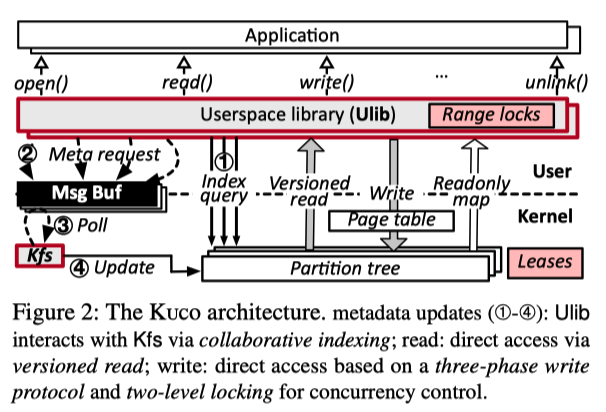 Application
open() read() write() ... unlink()
Userspace library (Ulib) Range locks
② Meta request ① Index query Versioned read Write Readonly map User
Msg Buf Kernel
③ Poll Page table
Kfs ④ Update Partition tree Leases
Figure 2: The KUCO architecture. metadata updates (①-④): Ulib
interacts with Kfs via collaborative indexing; read: direct access via
versioned read; write: direct access based on a three-phase write
protocol and two-level locking for concurrency control.